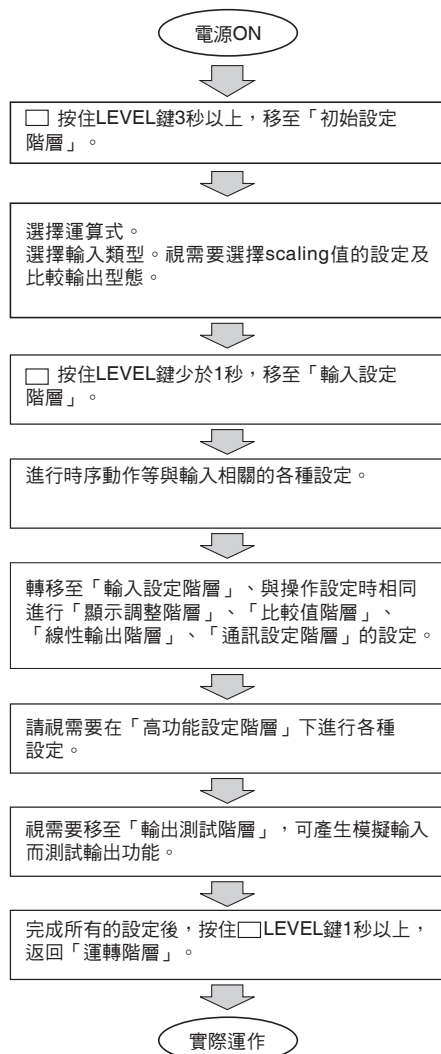 電源ON
按住LEVEL鍵3秒以上，移至「初始設定
階層」。
選擇運算式。
選擇輸入類型。視需要選擇scaling值的設定及
比較輸出型態。
按住LEVEL鍵少於1秒，移至「輸入設定
階層」。
進行時序動作等與輸入相關的各種設定。
轉移至「輸入設定階層」、與操作設定時相同
進行「顯示調整階層」、「比較值階層」、
「線性輸出階層」、「通訊設定階層」的設定。
請視需要在「高功能設定階層」下進行各種
設定。
視需要移至「輸出測試階層」，可產生模擬輸入
而測試輸出功能。
完成所有的設定後，按住□LEVEL鍵1秒以上，
返回「運轉階層」。
實際運作